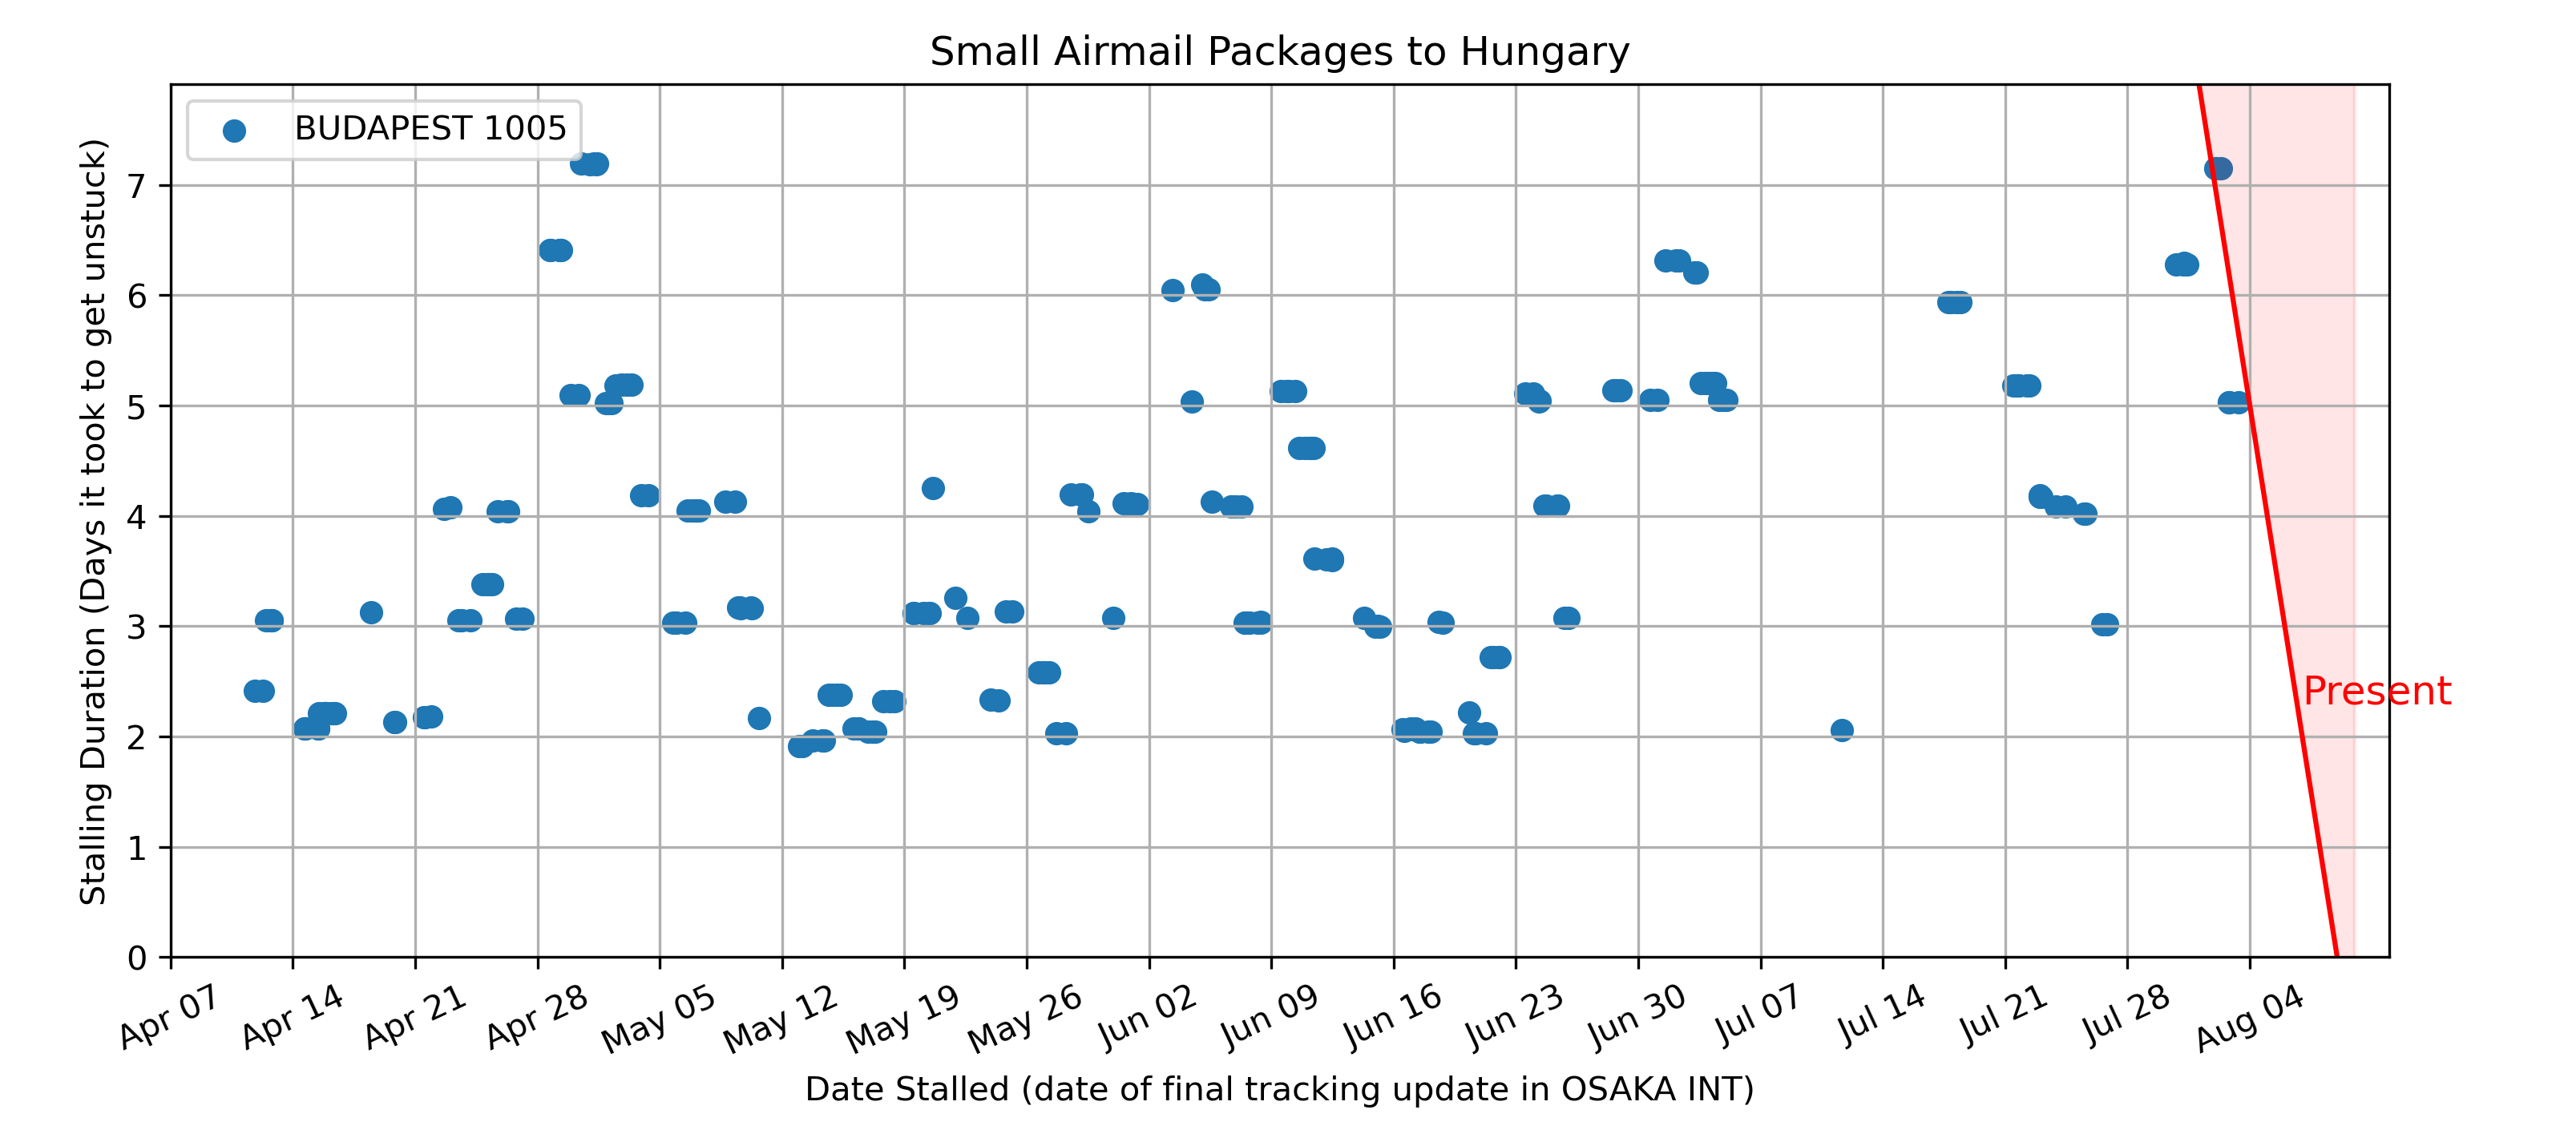 Small Airmail Packages to Hungary
BUDAPEST 1005
Stalling Duration (Days it took to get unstuck)
7
6
5
4
3
2
1
0
Present
Apr 07
Apr 14
Apr 21
Apr 28
May 05
May 12
May 19
May 26
Jun 02
Jun 09
Jun 16
Jun 23
Jun 30
Jul 07
Jul 14
Jul 21
Jul 28
Aug 04
Date Stalled (date of final tracking update in OSAKA INT)